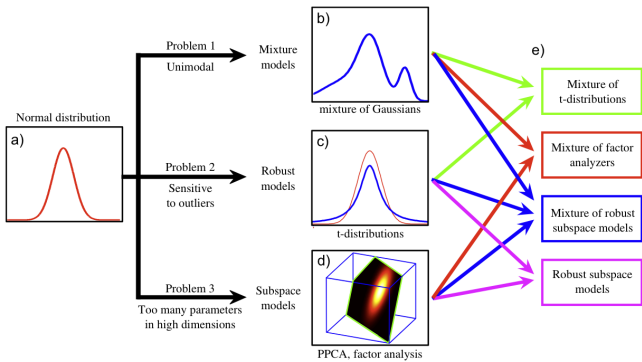 b)
e)
Problem 1
Unimodal
Mixture
models
mixture of Gaussians
Mixture of
t-distributions
Normal distribution
a)
c)
Mixture of factor
analyzers
Problem 2
Sensitive
to outliers
Robust
models
t-distributions
Mixture of robust
subspace models
d)
Robust subspace
models
Problem 3
Too many parameters
in high dimensions
Subspace
models
PPCA, factor analysis